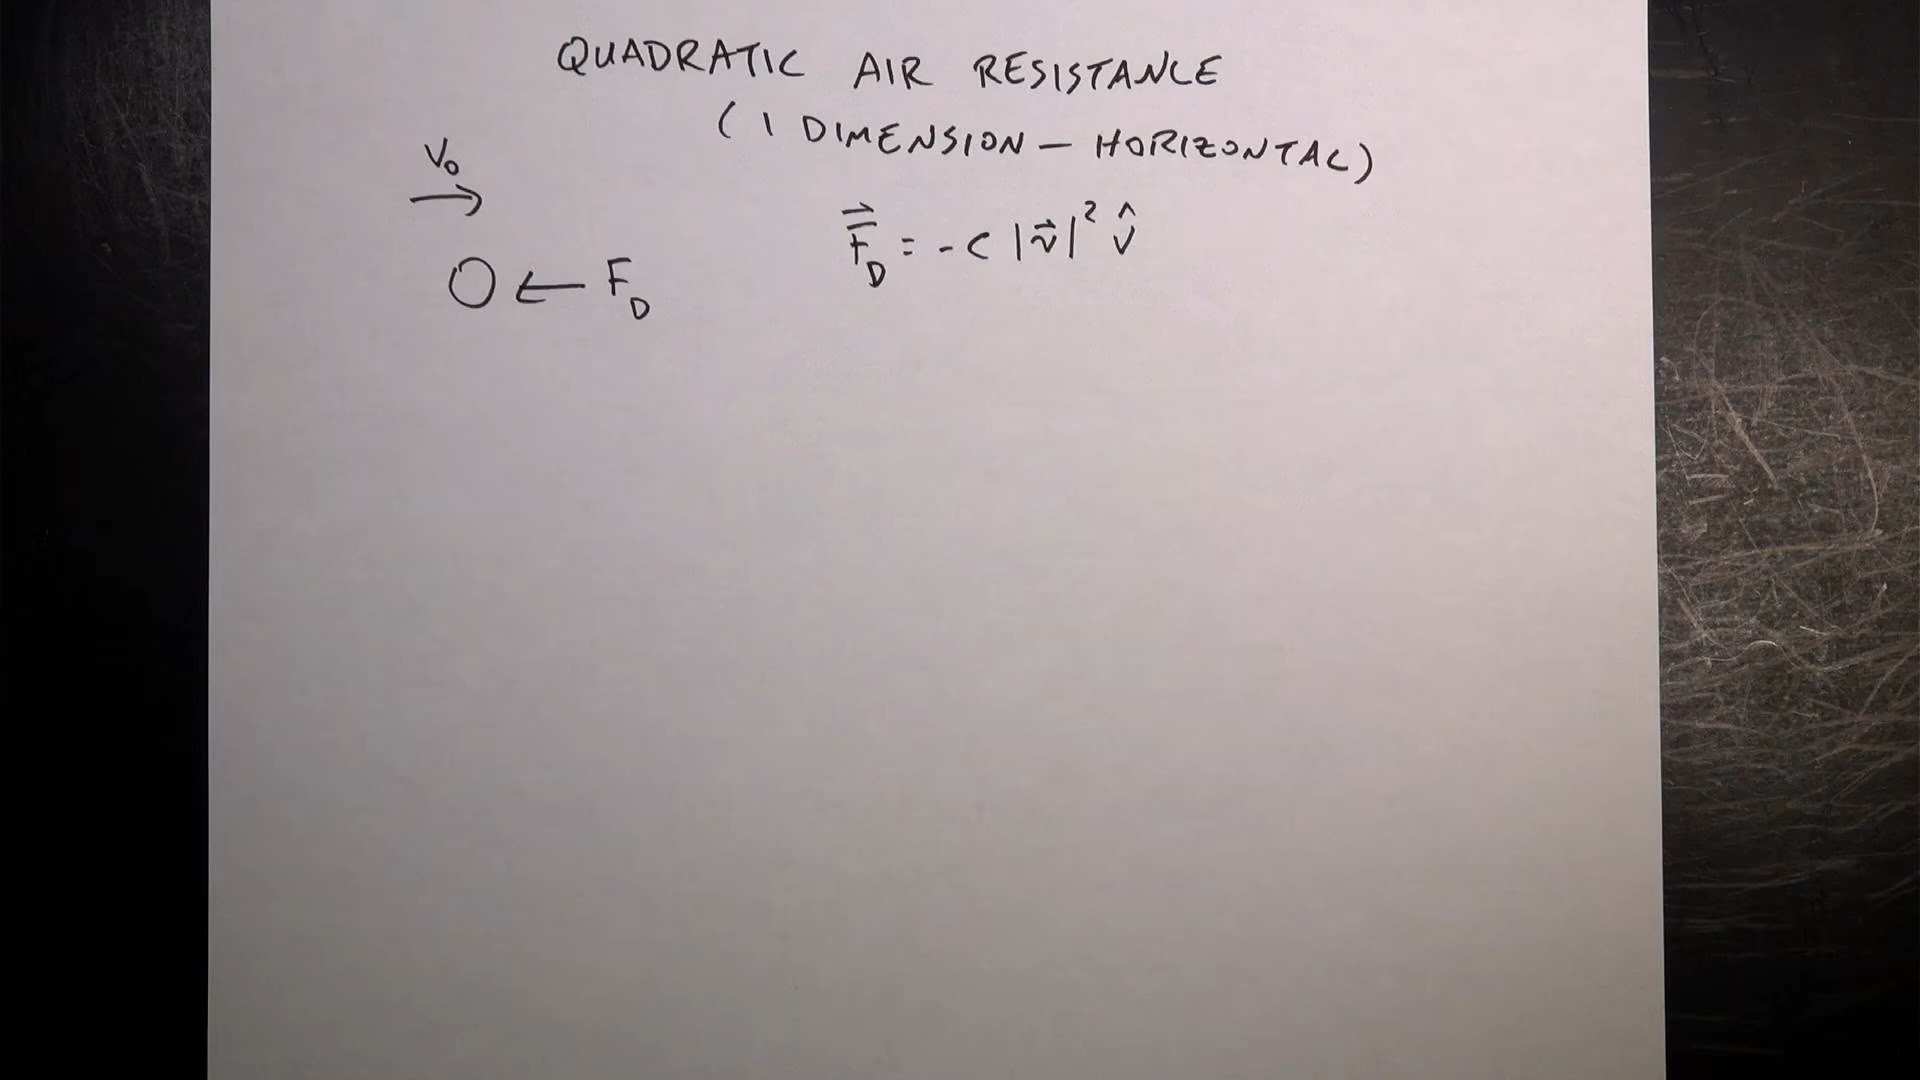 QUADRATIC AIR RESISTANCE
(1 DIMENSION - HORIZONTAL)
V₀
F⃗_D = -C |v⃗|² v̂
F_D